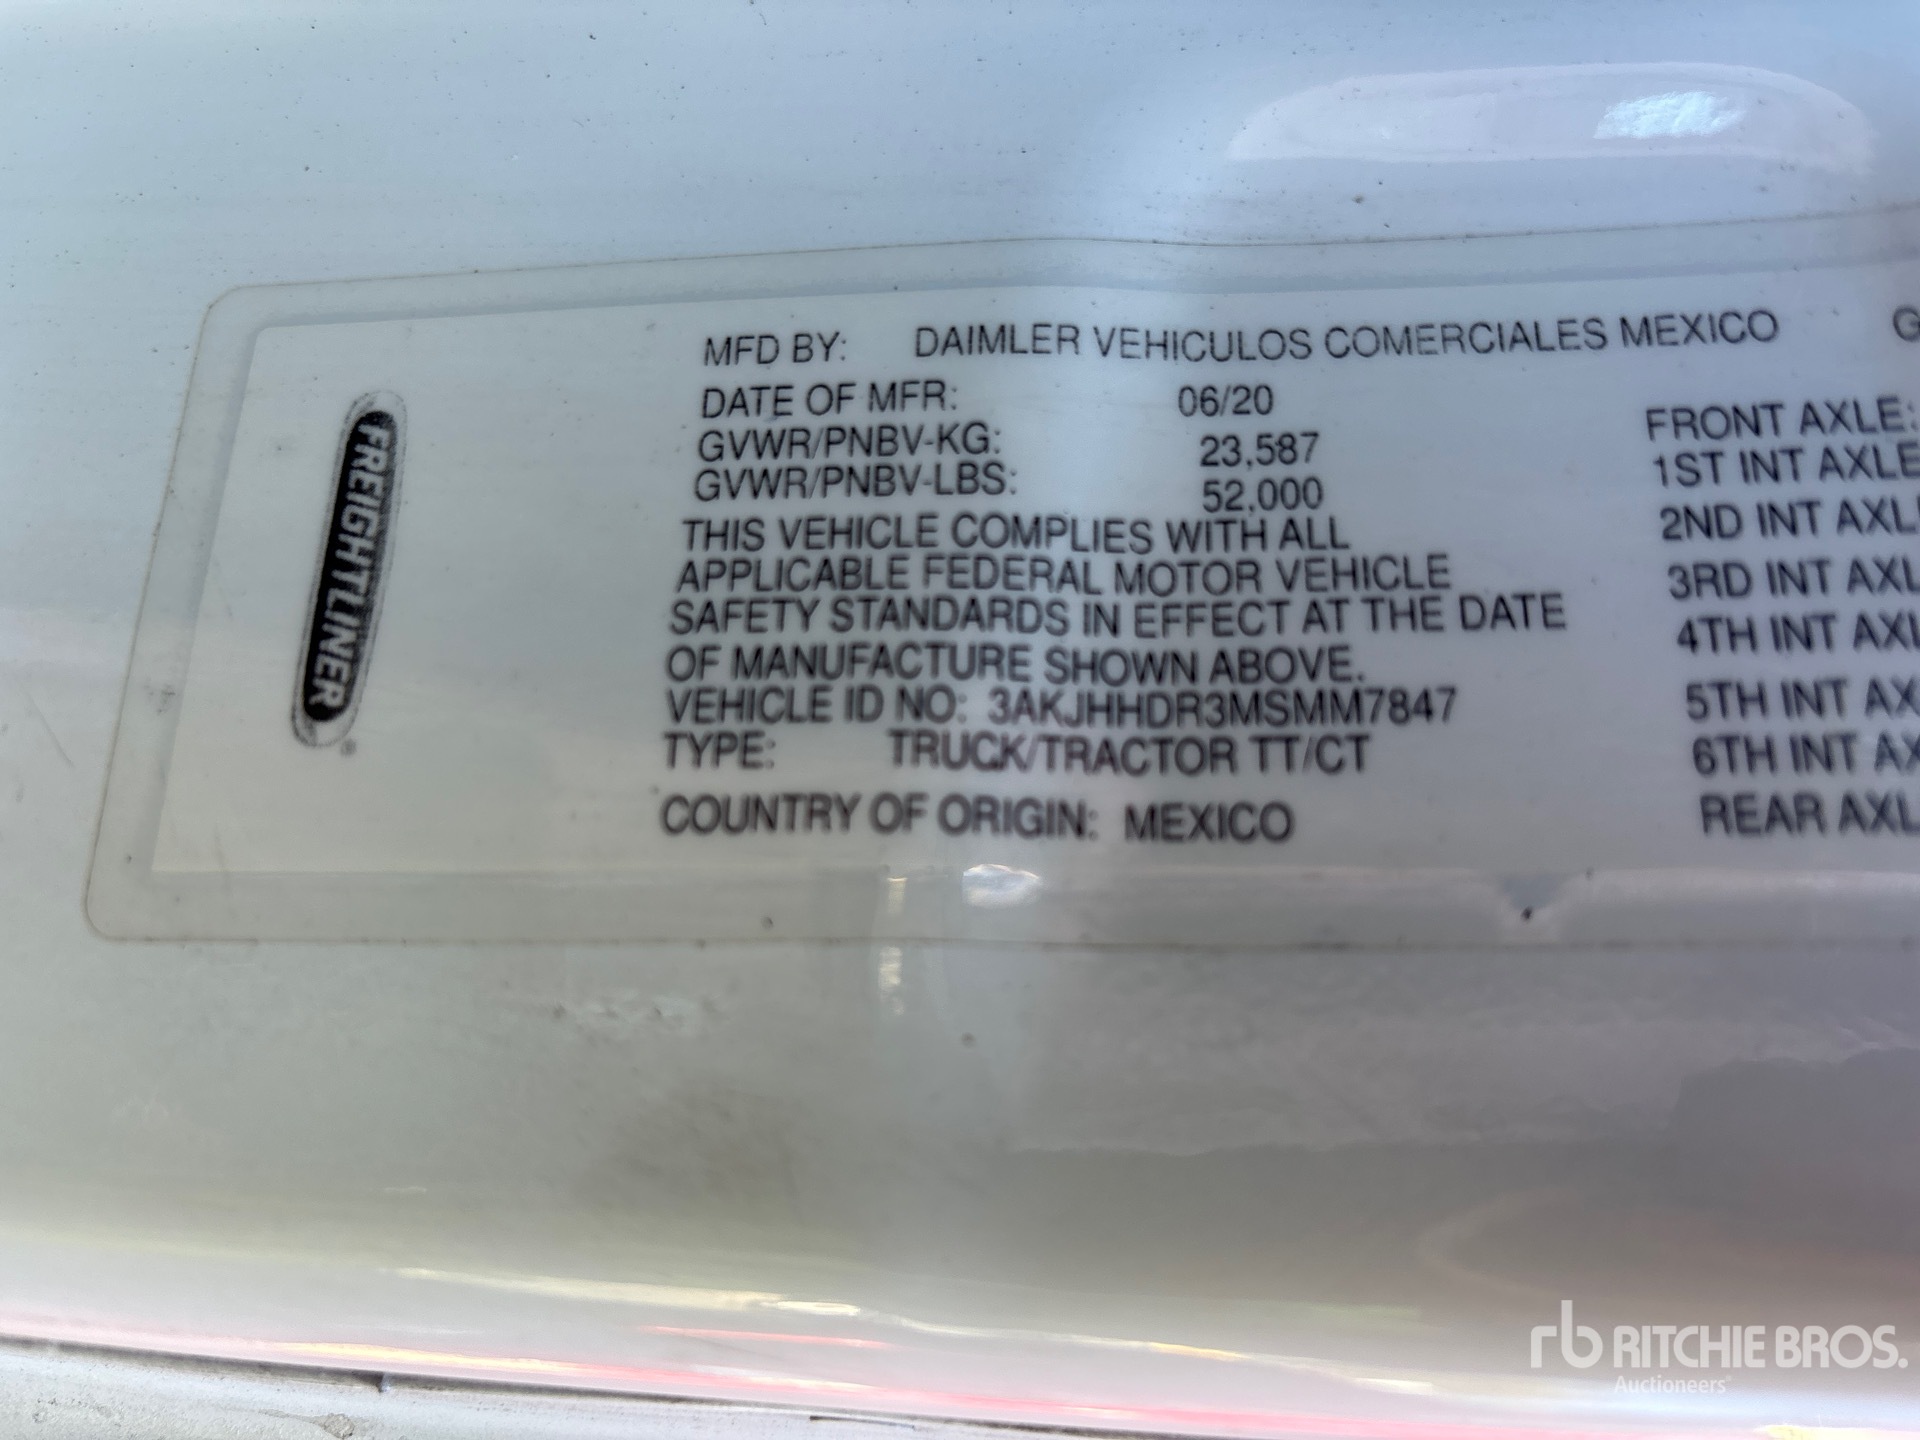 FREIGHTLINER
MFD BY: DAIMLER VEHICULOS COMERCIALES MEXICO G
DATE OF MFR: 06/20
GVWR/PNBV-KG: 23,587
GVWR/PNBV-LBS: 52,000
THIS VEHICLE COMPLIES WITH ALL
APPLICABLE FEDERAL MOTOR VEHICLE
SAFETY STANDARDS IN EFFECT AT THE DATE
OF MANUFACTURE SHOWN ABOVE.
VEHICLE ID NO: 3AKJHHDR3MSMM7847
TYPE: TRUCK/TRACTOR TT/CT
COUNTRY OF ORIGIN: MEXICO
FRONT AXLE:
1ST INT AXLE
2ND INT AXL
3RD INT AXL
4TH INT AXL
5TH INT AX
6TH INT AX
REAR AXL
rb RITCHIE BROS.
Auctioneers